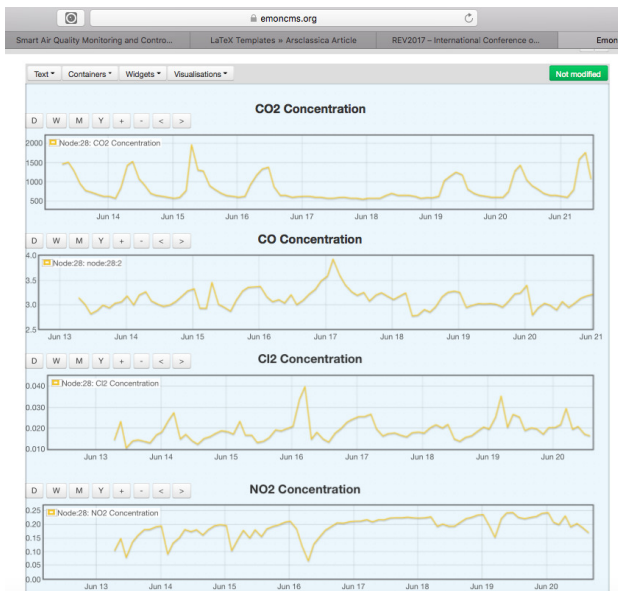 emoncms.org
Smart Air Quality Monitoring and Contro... LaTeX Templates » Arsclassica Article REV2017 – International Conference o... Emon
Text Containers Widgets Visualisations Not modified
CO2 Concentration
D W M Y + - < >
Node:28: CO2 Concentration
2000
1500
1000
500
Jun 14 Jun 15 Jun 16 Jun 17 Jun 18 Jun 19 Jun 20 Jun 21
CO Concentration
D W M Y + - < >
Node:28: node:28:2
4.0
3.5
3.0
2.5
Jun 13 Jun 14 Jun 15 Jun 16 Jun 17 Jun 18 Jun 19 Jun 20 Jun 21
Cl2 Concentration
D W M Y + - < >
Node:28: Cl2 Concentration
0.040
0.030
0.020
0.010
Jun 13 Jun 14 Jun 15 Jun 16 Jun 17 Jun 18 Jun 19 Jun 20
NO2 Concentration
D W M Y + - < >
Node:28: NO2 Concentration
0.25
0.20
0.15
0.10
0.05
0.00
Jun 13 Jun 14 Jun 15 Jun 16 Jun 17 Jun 18 Jun 19 Jun 20